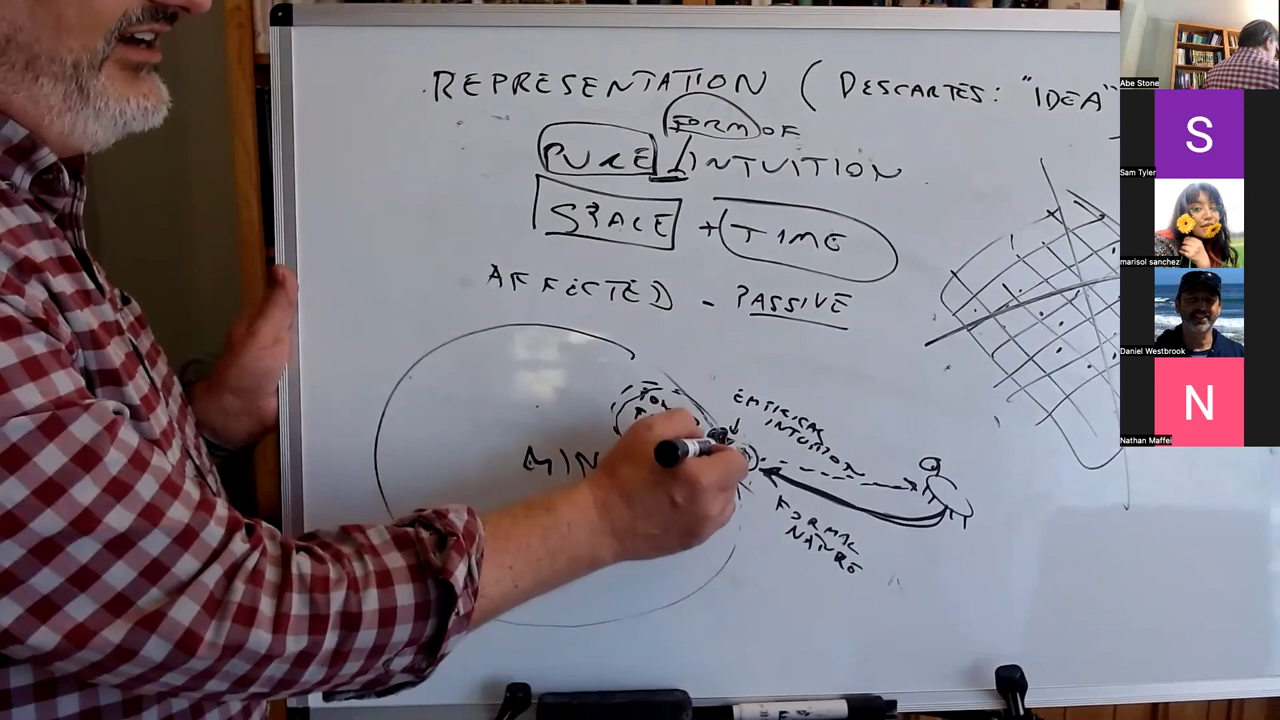 REPRESENTATION ( DESCARTES: "IDEA"
FORM OF
PURE / INTUITION
SPACE + TIME
AFFECTED - PASSIVE
EMPIRICAL
INTUITION
MIN
FORMAL
NATURE
Abe Stone
S
Sam Tyler
marisol sanchez
Daniel Westbrook
N
Nathan Maffei